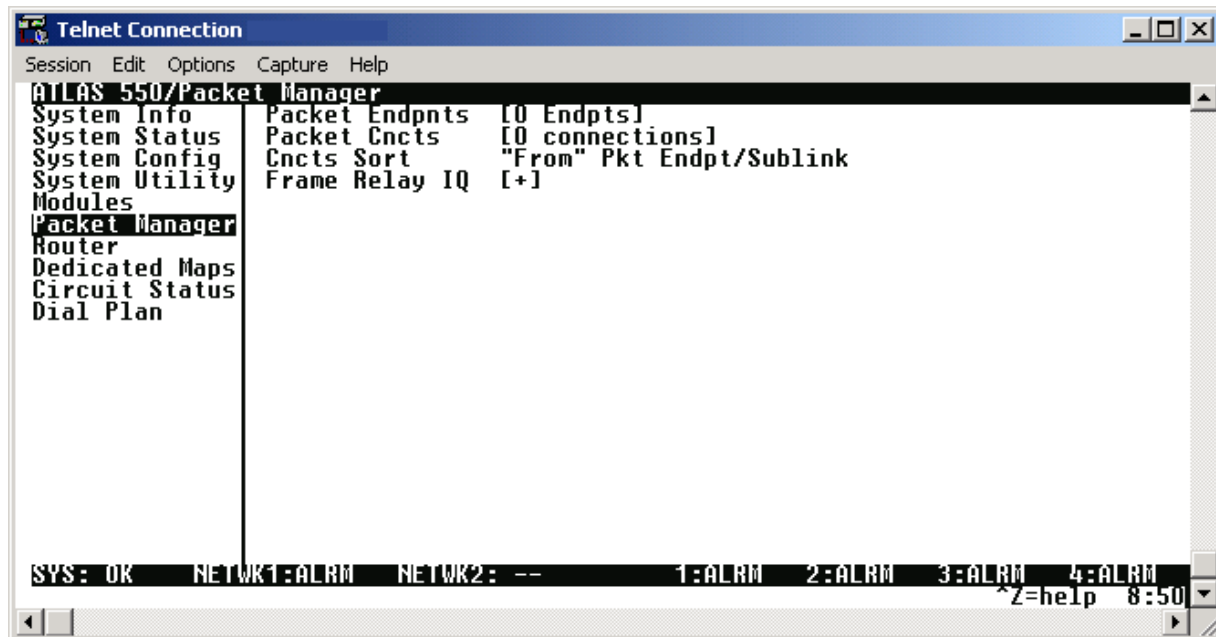 Telnet Connection
Session Edit Options Capture Help
ATLAS 550/Packet Manager
System Info Packet Endpnts [0 Endpts]
System Status Packet Cncts [0 connections]
System Config Cncts Sort "From" Pkt Endpt/Sublink
System Utility Frame Relay IQ [+]
Modules
Packet Manager
Router
Dedicated Maps
Circuit Status
Dial Plan
SYS: OK NETWK1:ALRM NETWK2: -- 1:ALRM 2:ALRM 3:ALRM 4:ALRM
^Z=help 8:50